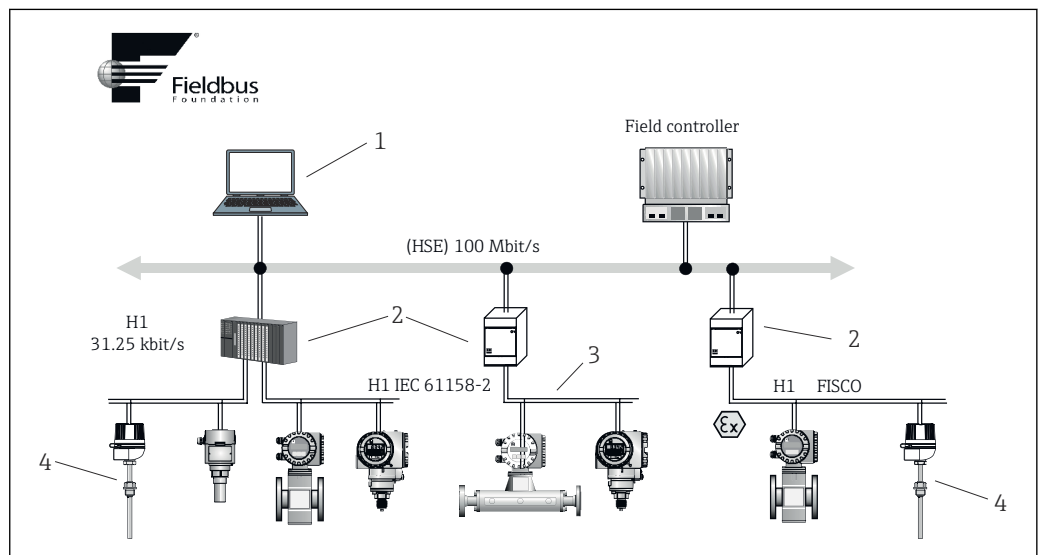 Fieldbus
Foundation
1
Field controller
(HSE) 100 Mbit/s
H1
31.25 kbit/s
2
2
3
H1 IEC 61158-2
H1 FISCO
Ex
4
4